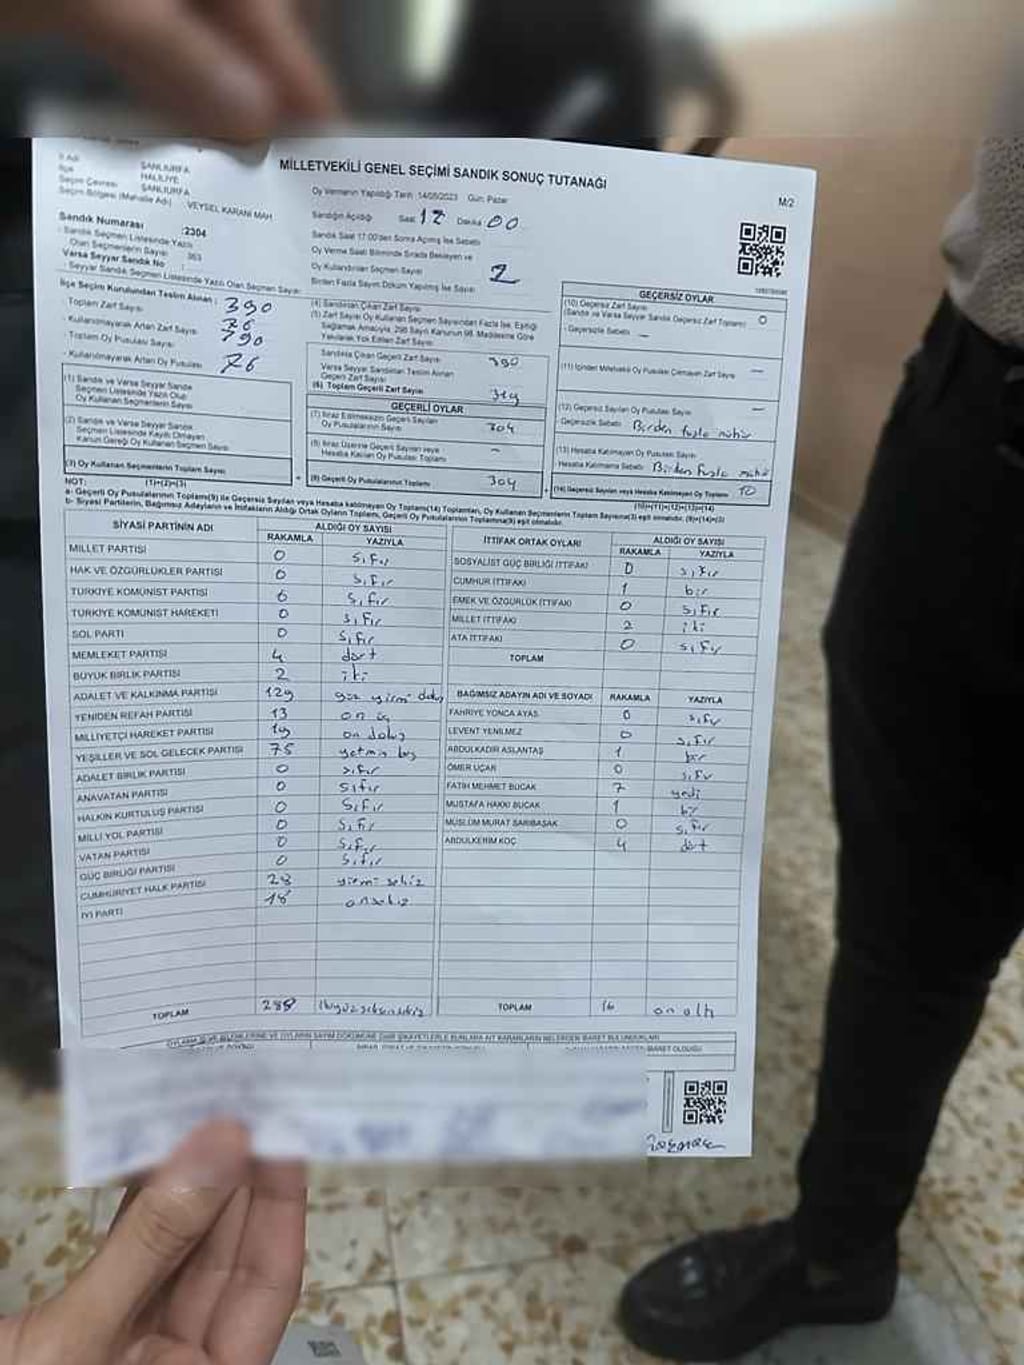 MİLLETVEKİLİ GENEL SEÇİMİ SANDIK SONUÇ TUTANAĞI
M/2
İl Adı ŞANLIURFA
İlçe HALİLİYE
Seçim Çevresi ŞANLIURFA
Seçim Bölgesi (Mahalle Adı) VEYSEL KARANİ MAH
Oy Vermenin Yapıldığı Tarih 14/05/2023 Gün: Pazar
Sandığın Açıldığı Saat 17 Dakika 00
Sandık Saat 17:00'den Sonra Açılmış İse Sebebi
Oy Verme Saati Bitiminde Sırada Bekleyen ve
Oy Kullandırılan Seçmen Sayısı 2
Birden Fazla Sayım Döküm Yapılmış İse Sayısı
Sandık Numarası :2304
- Sandık Seçmen Listesinde Yazılı
Olan Seçmenlerin Sayısı 363
Varsa Seyyar Sandık No :
- Seyyar Sandık Seçmen Listesinde Yazılı Olan Seçmen Sayısı:
İlçe Seçim Kurulundan Teslim Alınan :
- Toplam Zarf Sayısı 390
- Kullanılmayarak Artan Zarf Sayısı: 76
- Toplam Oy Pusulası Sayısı: 390
- Kullanılmayarak Artan Oy Pusulası 76
(1) Sandık ve Varsa Seyyar Sandık
Seçmen Listesinde Yazılı Olup
Oy Kullanan Seçmenlerin Sayısı
(2) Sandık ve Varsa Seyyar Sandık
Seçmen Listesinde Kayıtlı Olmayan
Kanun Gereği Oy Kullanan Seçmen Sayısı
(3) Oy Kullanan Seçmenlerin Toplam Sayısı
(1)+(2)=(3)
(4) Sandıktan Çıkan Zarf Sayısı
(5) Zarf Sayısı Oy Kullanan Seçmen Sayısından Fazla İse, Eşitliği
Sağlamak Amacıyla, 298 Sayılı Kanunun 98. Maddesine Göre
Yakılarak Yok Edilen Zarf Sayısı:
Sandıkta Çıkan Geçerli Zarf Sayısı
Varsa Seyyar Sandıktan Teslim Alınan
Geçerli Zarf Sayısı
(6) Toplam Geçerli Zarf Sayısı
GEÇERLİ OYLAR
(7) İtiraz Edilmeksizin Geçerli Sayılan
Oy Pusulalarının Sayısı: 304
(8) İtiraz Üzerine Geçerli Sayılan veya
Hesaba Katılan Oy Pusulası Toplamı –
(9) Geçerli Oy Pusulalarının Toplamı 304
GEÇERSİZ OYLAR
(10) Geçersiz Zarf Sayısı
(Sandık ve Varsa Seyyar Sandık Geçersiz Zarf Toplamı) 0
- Geçersizlik Sebebi –
(11) İçinden Milletvekili Oy Pusulası Çıkmayan Zarf Sayısı –
(12) Geçersiz Sayılan Oy Pusulası Sayısı –
- Geçersizlik Sebebi: Birden fazla mühür
(13) Hesaba Katılmayan Oy Pusulası Sayısı
- Hesaba Katılmama Sebebi: Birden fazla mühür
(14) Geçersiz Sayılan veya Hesaba Katılmayan Oy Toplamı 10
(10)+(11)+(12)+(13)=(14)
NOT:
a- Geçerli Oy Pusulalarının Toplamı(9) ile Geçersiz Sayılan veya Hesaba Katılmayan Oy Toplamı(14) Toplamları, Oy Kullanan Seçmenlerin Toplam Sayısına(3) eşit olmalıdır. (9)+(14)=(3)
b- Siyasi Partilerin, Bağımsız Adayların ve İttifakların Aldığı Ortak Oyların Toplamı, Geçerli Oy Pusulalarının Toplamına(9) eşit olmalıdır.
SİYASİ PARTİNİN ADI ALDIĞI OY SAYISI
RAKAMLA YAZIYLA
MİLLET PARTİSİ 0 sıfır
HAK VE ÖZGÜRLÜKLER PARTİSİ 0 sıfır
TÜRKİYE KOMÜNİST PARTİSİ 0 sıfır
TÜRKİYE KOMÜNİST HAREKETİ 0 sıfır
SOL PARTİ 0 sıfır
MEMLEKET PARTİSİ 4 dört
BÜYÜK BİRLİK PARTİSİ 2 iki
ADALET VE KALKINMA PARTİSİ 129 yüz yirmi dokuz
YENİDEN REFAH PARTİSİ 13 on üç
MİLLİYETÇİ HAREKET PARTİSİ 19 on dokuz
YEŞİLLER VE SOL GELECEK PARTİSİ 75 yetmiş beş
ADALET BİRLİK PARTİSİ 0 sıfır
ANAVATAN PARTİSİ 0 sıfır
HALKIN KURTULUŞ PARTİSİ 0 sıfır
MİLLİ YOL PARTİSİ 0 sıfır
VATAN PARTİSİ 0 sıfır
GÜÇ BİRLİĞİ PARTİSİ 0 sıfır
CUMHURİYET HALK PARTİSİ 28 yirmi sekiz
İYİ PARTİ 18 onsekiz
TOPLAM 288 ikiyüzseksensekiz
İTTİFAK ORTAK OYLARI ALDIĞI OY SAYISI
RAKAMLA YAZIYLA
SOSYALİST GÜÇ BİRLİĞİ İTTİFAKI 0 sıfır
CUMHUR İTTİFAKI 1 bir
EMEK VE ÖZGÜRLÜK İTTİFAKI 0 sıfır
MİLLET İTTİFAKI 2 iki
ATA İTTİFAKI 0 sıfır
TOPLAM
BAĞIMSIZ ADAYIN ADI VE SOYADI RAKAMLA YAZIYLA
FAHRİYE YONCA AYAS 0 sıfır
LEVENT YENİLMEZ 0 sıfır
ABDULKADİR ASLANTAŞ 1 bir
ÖMER UÇAR 0 sıfır
FATİH MEHMET BUCAK 7 yedi
MUSTAFA HAKKI BUCAK 1 bir
MÜSLÜM MURAT SARIBAŞAK 0 sıfır
ABDULKERİM KOÇ 4 dört
TOPLAM 16 on altı